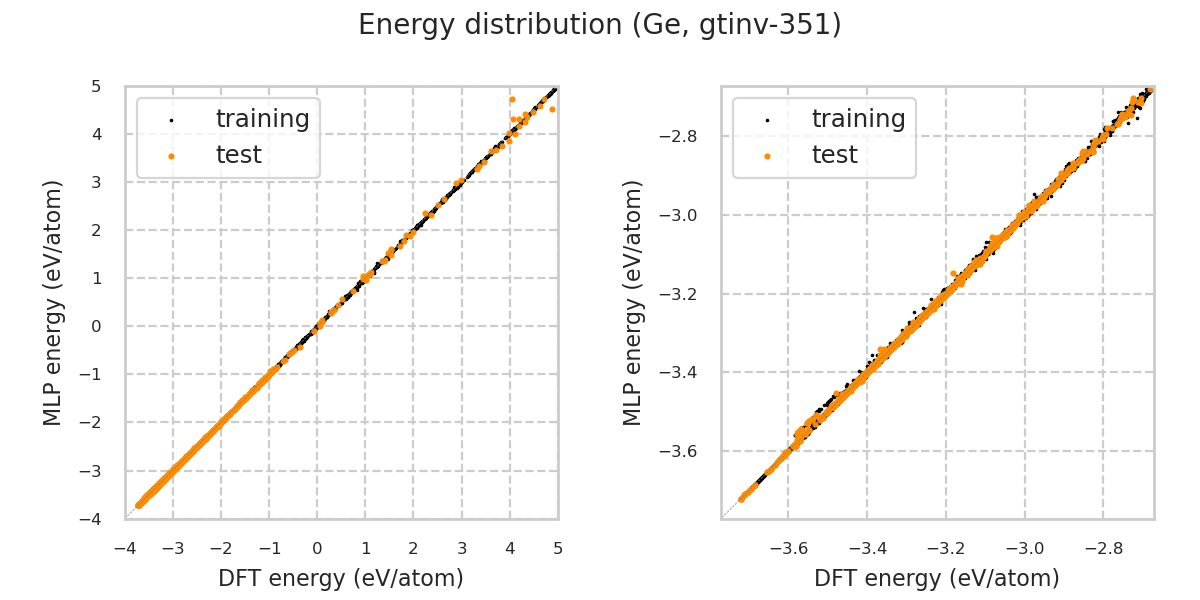 Energy distribution (Ge, gtinv-351)
5
4
3
2
1
0
−1
−2
−3
−4
MLP energy (eV/atom)
training
test
−4 −3 −2 −1 0 1 2 3 4 5
DFT energy (eV/atom)
−2.8
−3.0
−3.2
−3.4
−3.6
MLP energy (eV/atom)
training
test
−3.6 −3.4 −3.2 −3.0 −2.8
DFT energy (eV/atom)